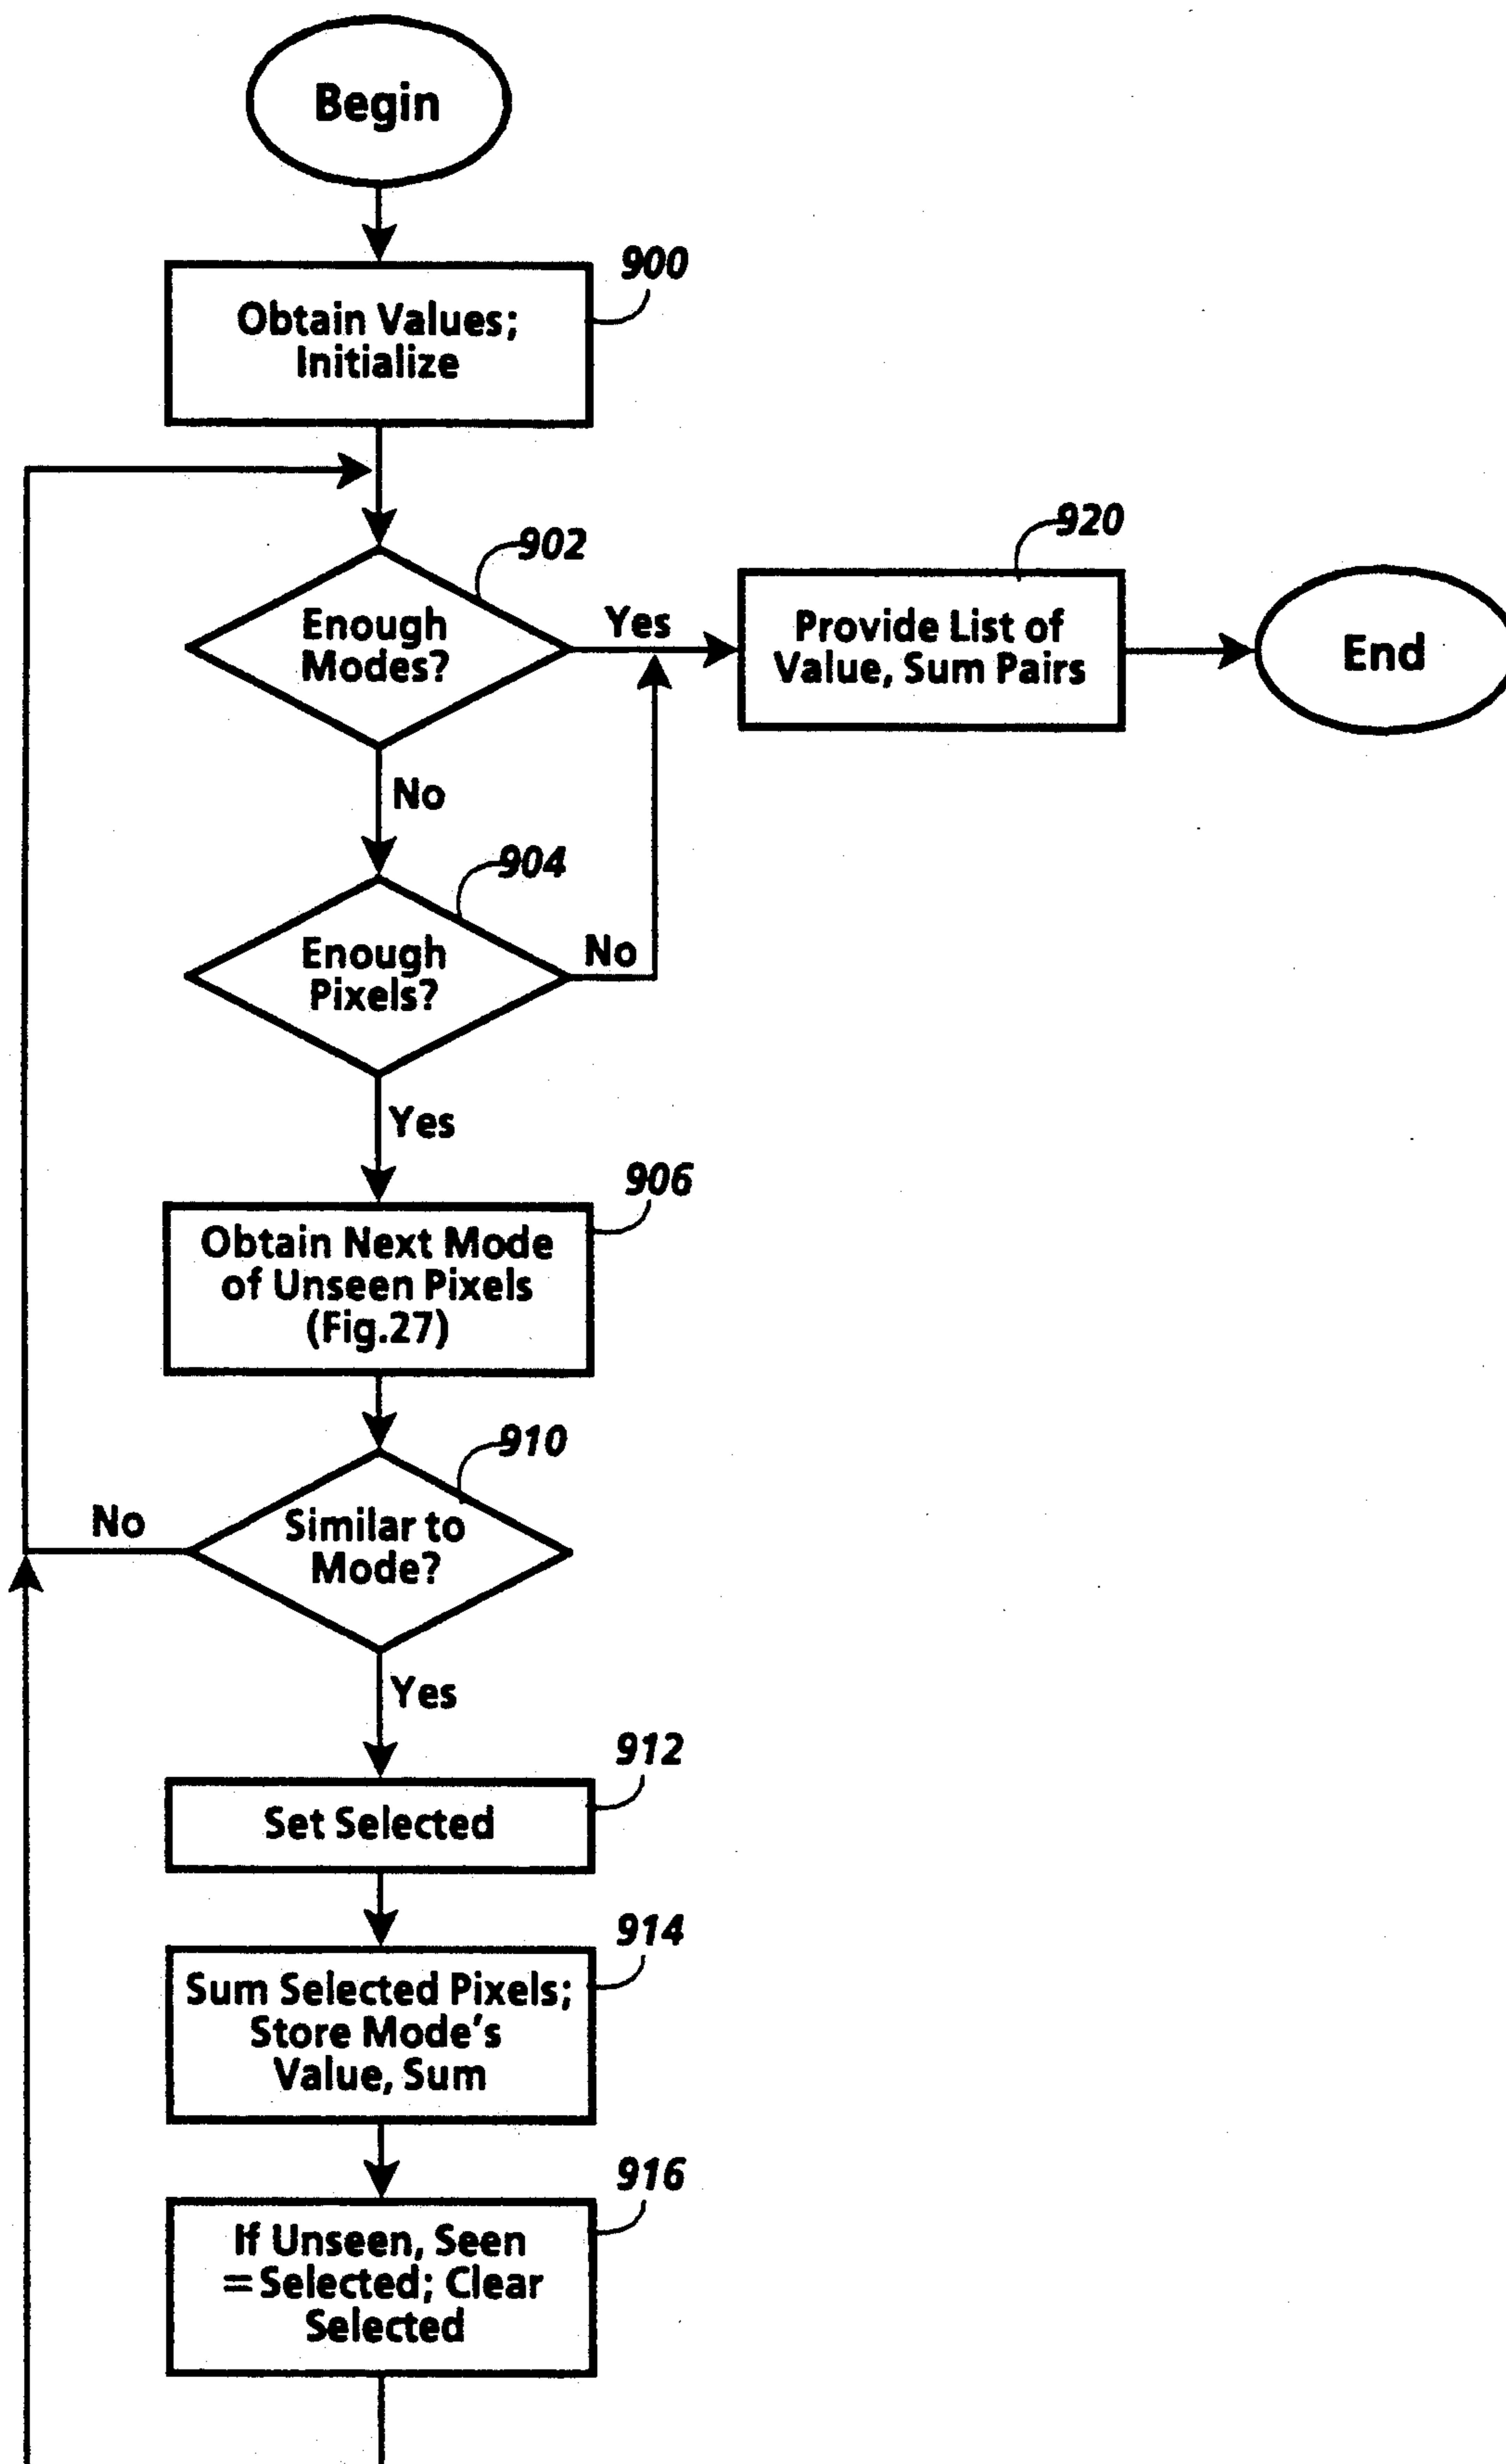 Begin
900
Obtain Values;
Initialize
902
Enough
Modes?
Yes
920
Provide List of
Value, Sum Pairs
End
No
904
Enough
Pixels?
No
Yes
906
Obtain Next Mode
of Unseen Pixels
(Fig.27)
910
Similar to
Mode?
No
Yes
912
Set Selected
914
Sum Selected Pixels;
Store Mode's
Value, Sum
916
If Unseen, Seen
=Selected; Clear
Selected